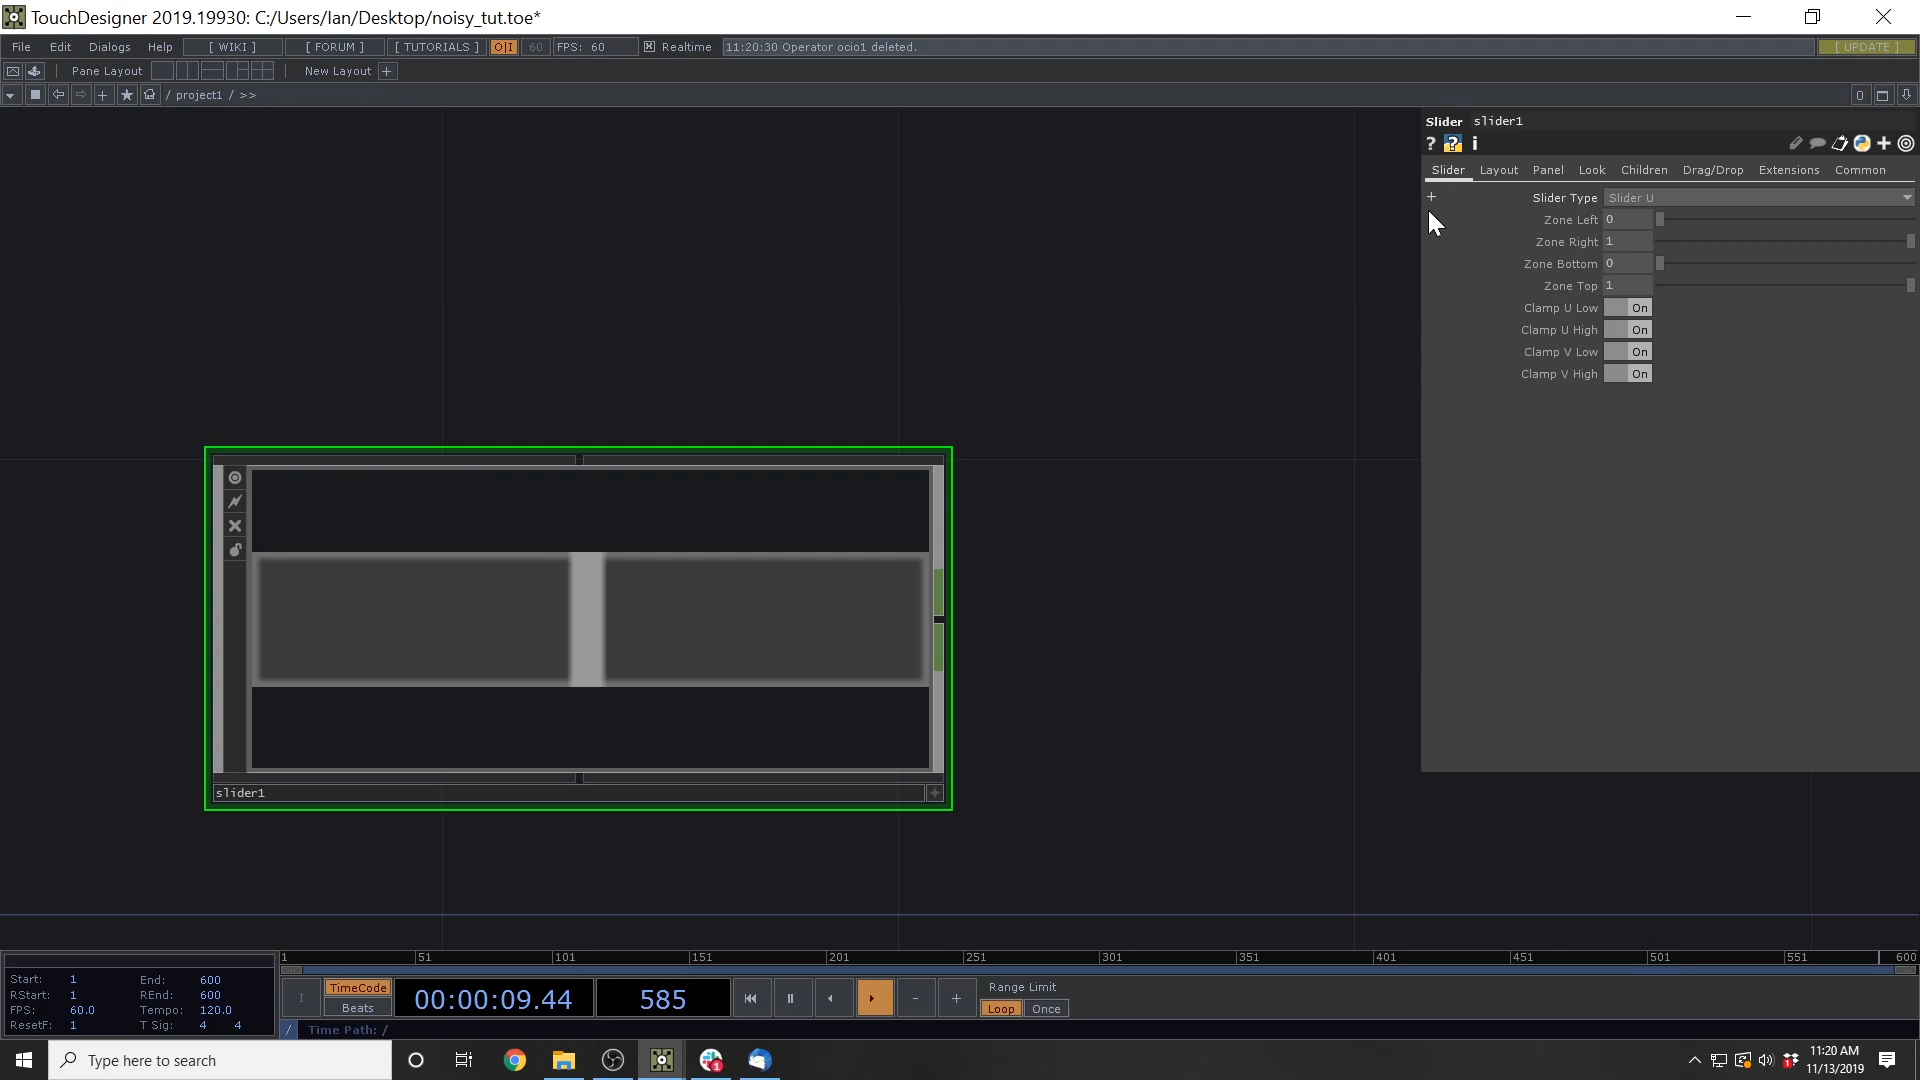 TouchDesigner 2019.19930: C:/Users/Ian/Desktop/noisy_tut.toe*
File Edit Dialogs Help [ WIKI ] [ FORUM ] [ TUTORIALS ] O|I 60 FPS: 60 Realtime 11:20:30 Operator ocio1 deleted. [ UPDATE ]
Pane Layout New Layout +
/ project1 / >> 0
Slider slider1
? ? i
Slider Layout Panel Look Children Drag/Drop Extensions Common
+ Slider Type Slider U
Zone Left 0
Zone Right 1
Zone Bottom 0
Zone Top 1
Clamp U Low On
Clamp U High On
Clamp V Low On
Clamp V High On
slider1
1 51 101 151 201 251 301 351 401 451 501 551 600
Start: 1 End: 600
RStart: 1 REnd: 600
FPS: 60.0 Tempo: 120.0
ResetF: 1 T Sig: 4 4
I TimeCode Beats 00:00:09.44 585 - + Range Limit
Loop Once
/ Time Path: /
Type here to search
1
1
11:20 AM
11/13/2019